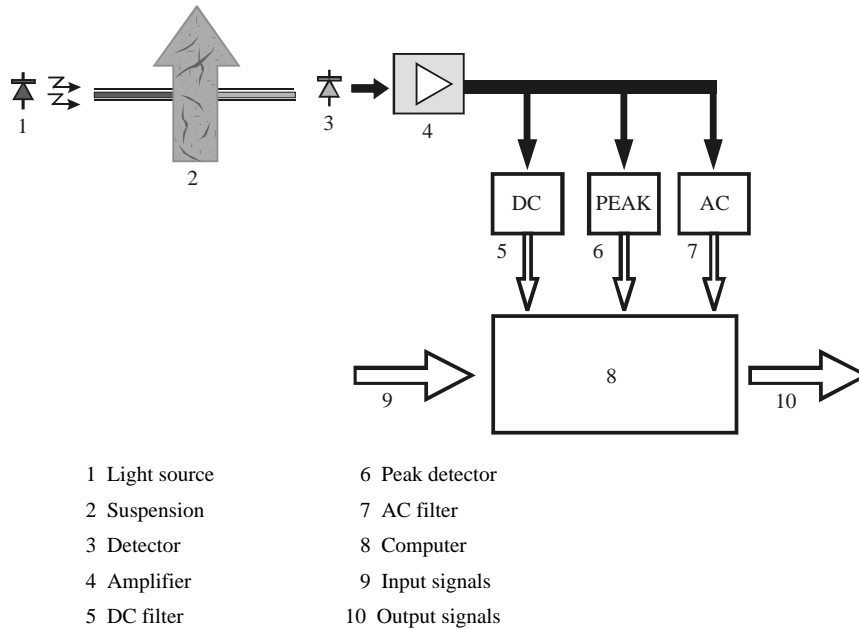 1
2
3
4
DC
PEAK
AC
5
6
7
8
9
10
1 Light source
2 Suspension
3 Detector
4 Amplifier
5 DC filter
6 Peak detector
7 AC filter
8 Computer
9 Input signals
10 Output signals